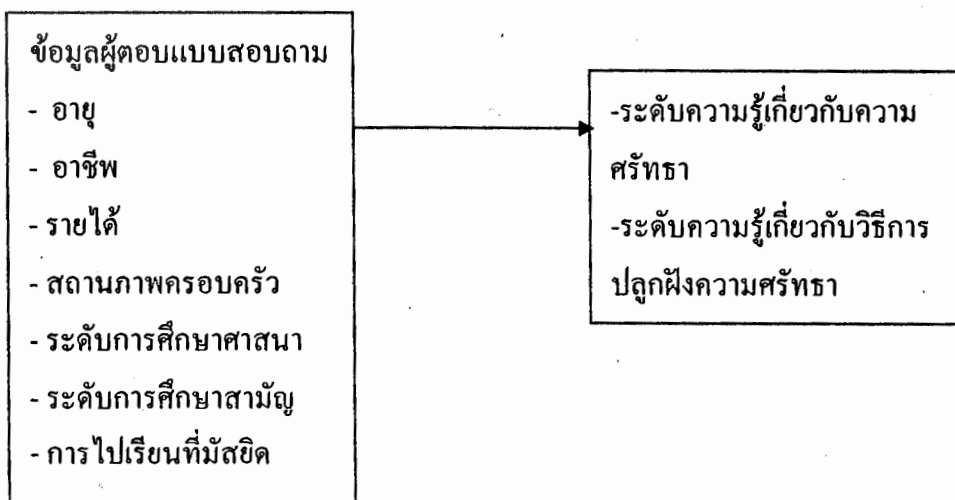 ข้อมูลผู้ตอบแบบสอบถาม
- อายุ
- อาชีพ
- รายได้
- สถานภาพครอบครัว
- ระดับการศึกษาศาสนา
- ระดับการศึกษาสามัญ
- การไปเรียนที่มัสยิด
-ระดับความรู้เกี่ยวกับความ
ศรัทธา
-ระดับความรู้เกี่ยวกับวิธีการ
ปลูกฝังความศรัทธา